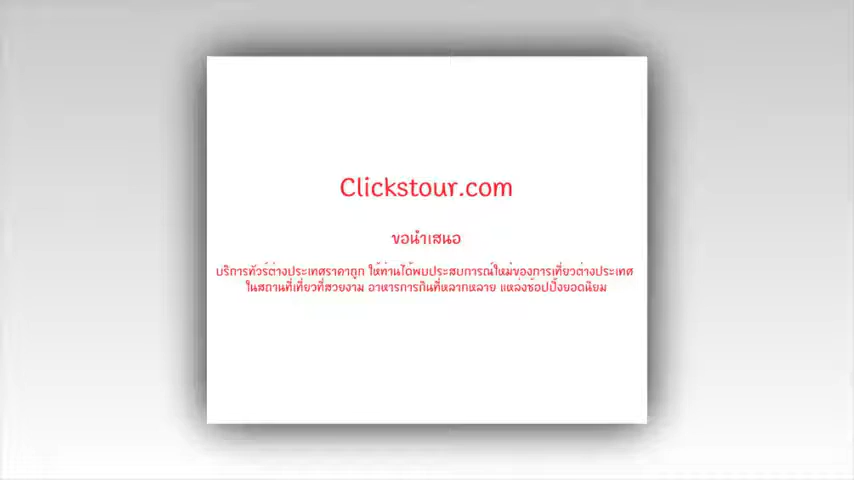 Clickstour.com
ขอนำเสนอ
บริการทัวร์ต่างประเทศราคาถูก ให้ท่านได้พบประสบการณ์ใหม่ของการเที่ยวต่างประเทศ
ในสถานที่เที่ยวที่สวยงาม อาหารการกินที่หลากหลาย แหล่งช้อปปิ้งยอดนิยม